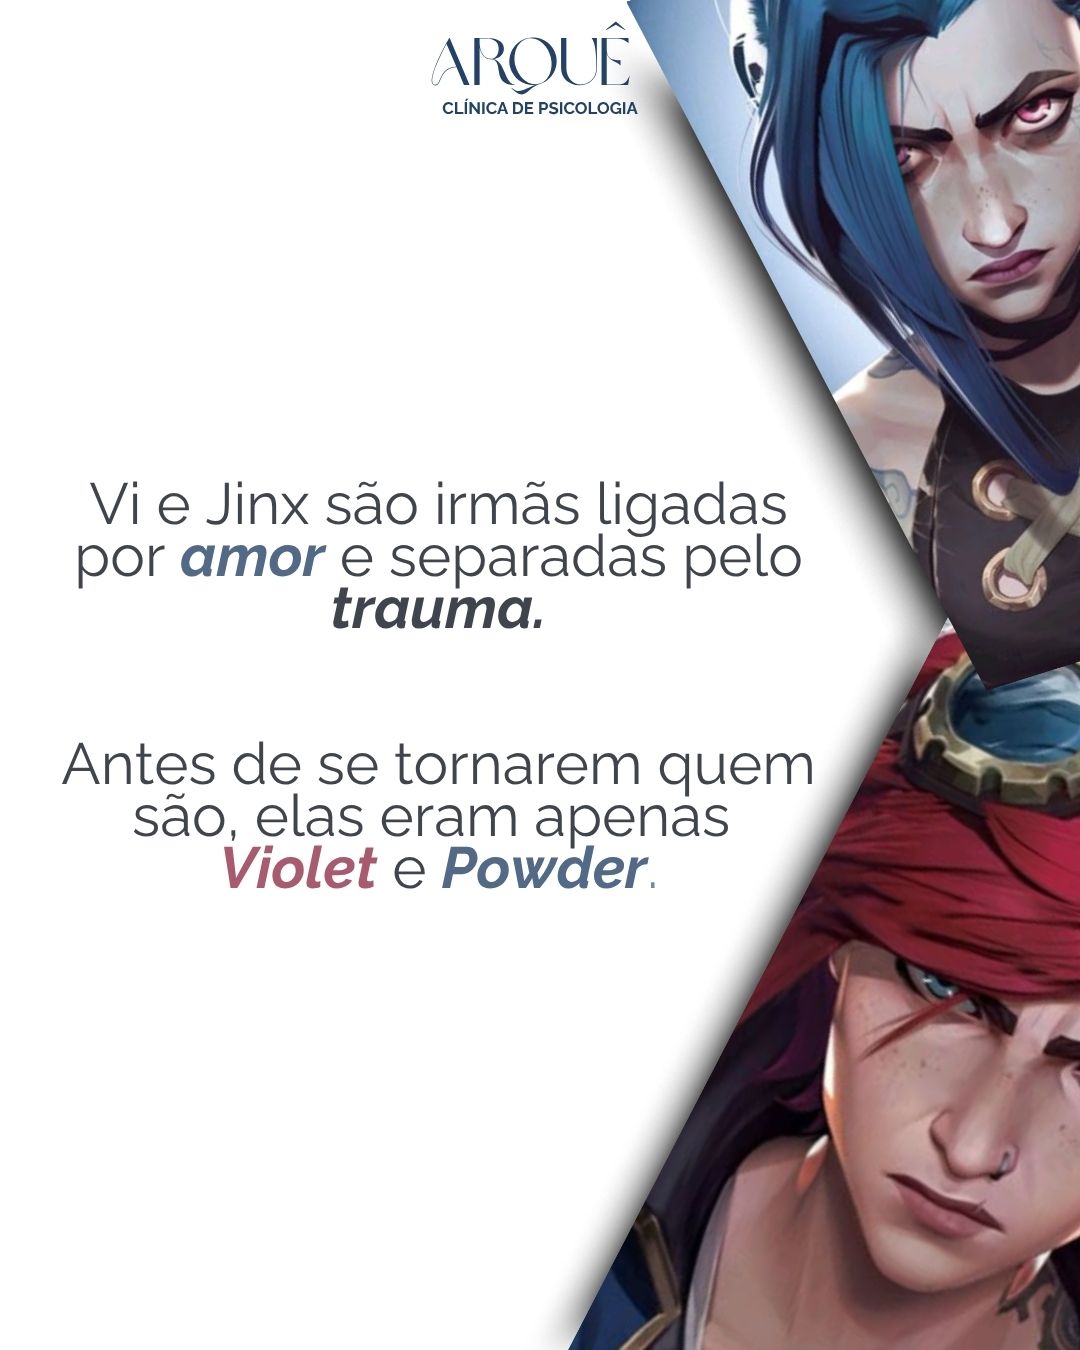 ARQUÊ
CLÍNICA DE PSICOLOGIA
Vi e Jinx são irmãs ligadas
por amor e separadas pelo
trauma.
Antes de se tornarem quem
são, elas eram apenas
Violet e Powder.